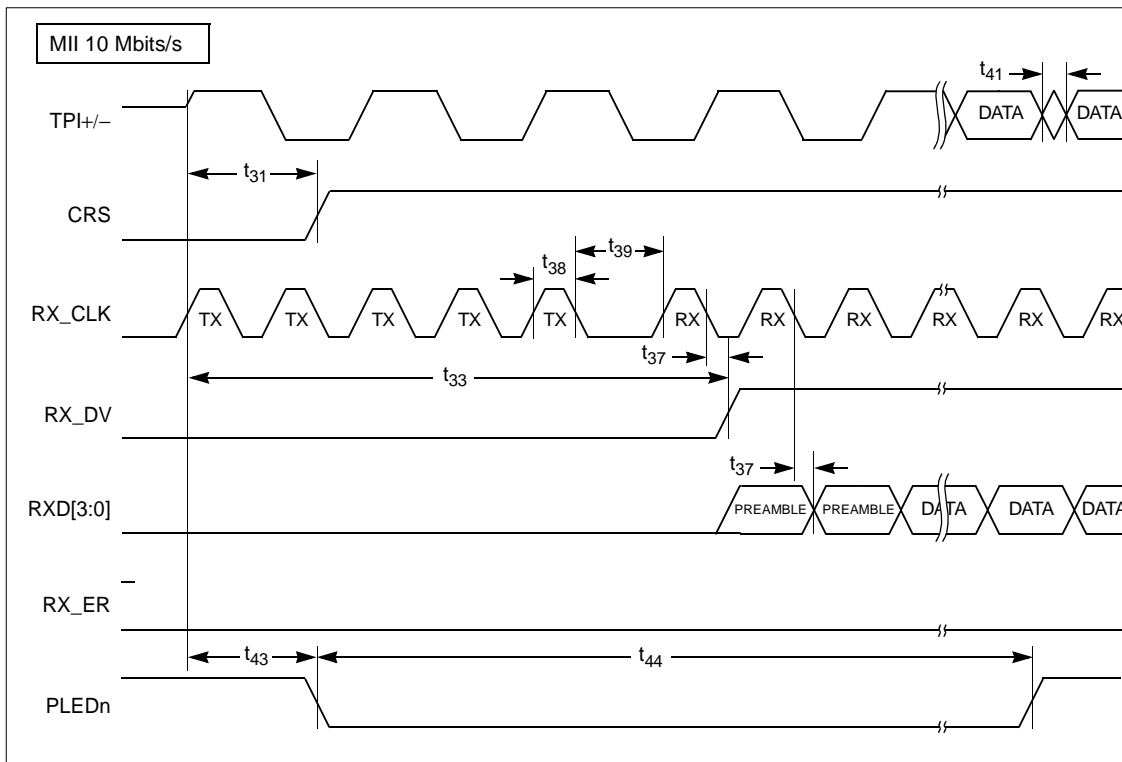 MII 10 Mbits/s
t41
TPI+/−
DATA
DATA
t31
CRS
t38
t39
RX_CLK
TX
TX
TX
TX
TX
RX
RX
RX
RX
RX
RX
t37
t33
RX_DV
t37
RXD[3:0]
PREAMBLE
PREAMBLE
DATA
DATA
DATA
RX_ER
t43
t44
PLEDn